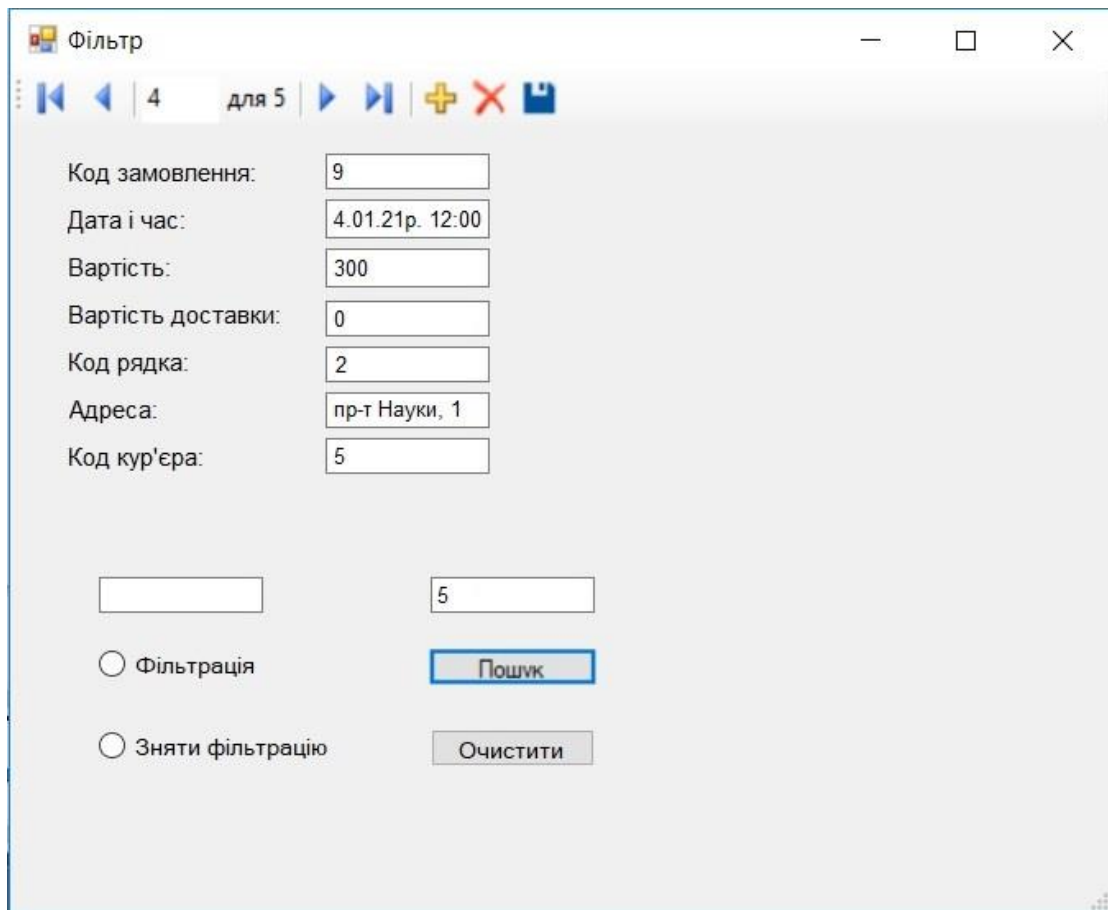 Фільтр
4 для 5
Код замовлення: 9
Дата і час: 4.01.21р. 12:00
Вартість: 300
Вартість доставки: 0
Код рядка: 2
Адреса: пр-т Науки, 1
Код кур'єра: 5
5
Фільтрація Пошук
Зняти фільтрацію Очистити